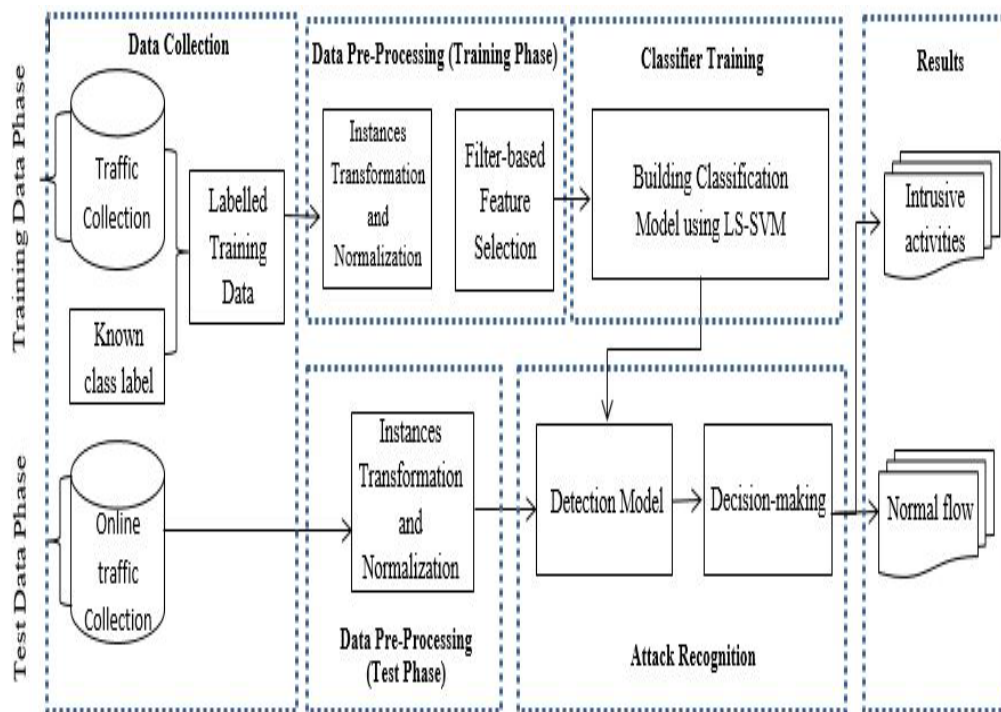 Training Data Phase
Data Collection
Traffic
Collection
Known
class label
Labelled
Training
Data
Data Pre-Processing (Training Phase)
Instances
Transformation
and
Normalization
Filter-based
Feature
Selection
Classifier Training
Building Classification
Model using LS-SVM
Results
Intrusive
activities
Test Data Phase
Online
traffic
Collection
Instances
Transformation
and
Normalization
Data Pre-Processing
(Test Phase)
Detection Model
Decision-making
Attack Recognition
Normal flow